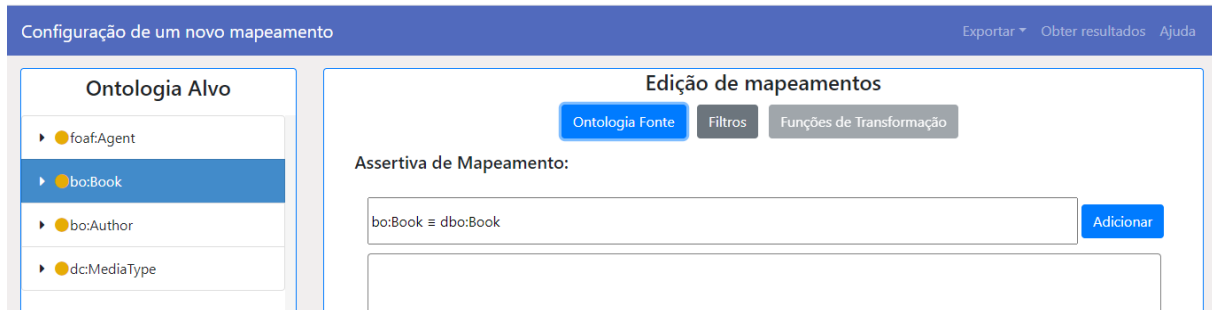 Configuração de um novo mapeamento
Exportar Obter resultados Ajuda
Ontologia Alvo
foaf:Agent
bo:Book
bo:Author
dc:MediaType
Edição de mapeamentos
Ontologia Fonte Filtros Funções de Transformação
Assertiva de Mapeamento:
bo:Book ≡ dbo:Book
Adicionar